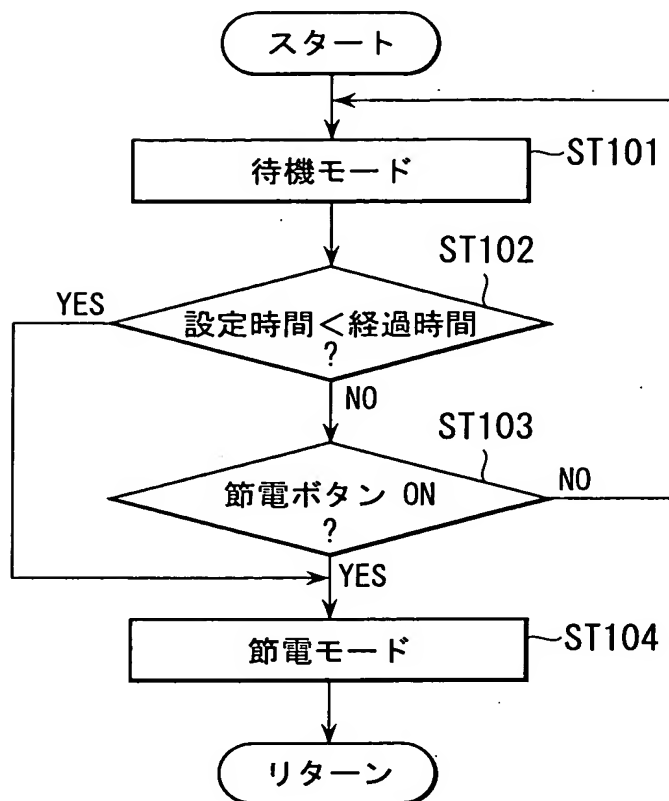 スタート
待機モード
ST101
ST102
YES
設定時間<経過時間
?
NO
ST103
節電ボタン ON
?
NO
YES
節電モード
ST104
リターン